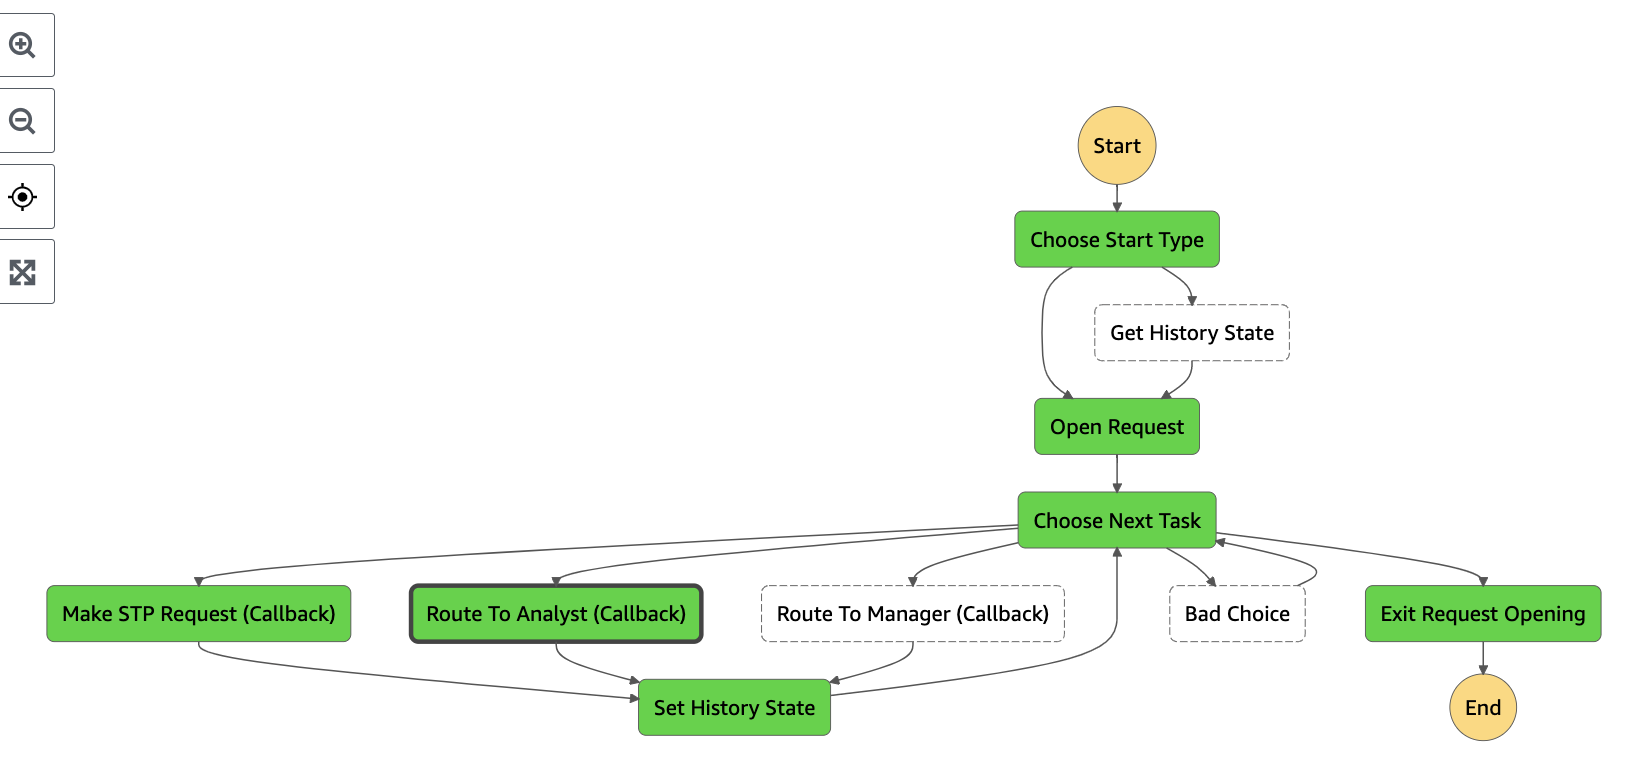 Start
Choose Start Type
Get History State
Open Request
Choose Next Task
Make STP Request (Callback)
Route To Analyst (Callback)
Route To Manager (Callback)
Bad Choice
Exit Request Opening
Set History State
End